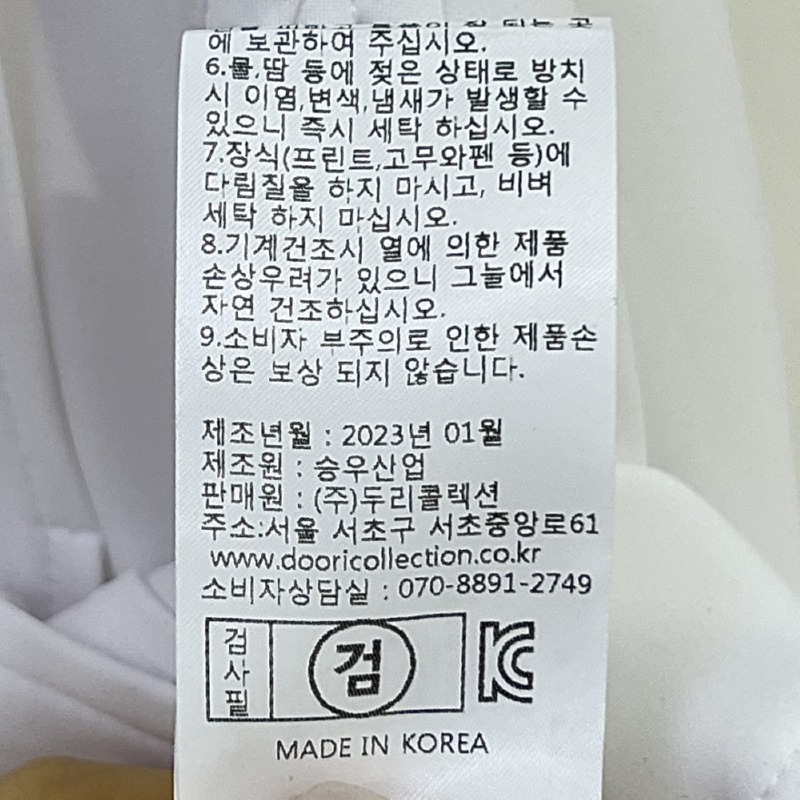 에 보관하여 주십시오.
6.물,땀 등에 젖은 상태로 방치
시 이염,변색,냄새가 발생할 수
있으니 즉시 세탁 하십시오.
7.장식(프린트,고무와펜 등)에
다림질을 하지 마시고, 비벼
세탁 하지 마십시오.
8.기계건조시 열에 의한 제품
손상우려가 있으니 그늘에서
자연 건조하십시오.
9.소비자 부주의로 인한 제품손
상은 보상 되지 않습니다.
제조년월 : 2023년 01월
제조원 : 승우산업
판매원 : (주)두리콜렉션
주소:서울 서초구 서초중앙로61
www.dooricollection.co.kr
소비자상담실 : 070-8891-2749
검사필
검
KC
MADE IN KOREA